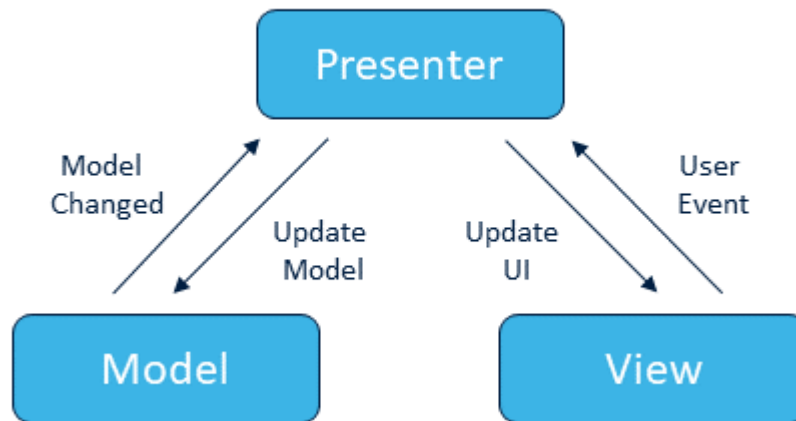 Presenter
Model
Changed
User
Event
Update
Model
Update
UI
Model
View